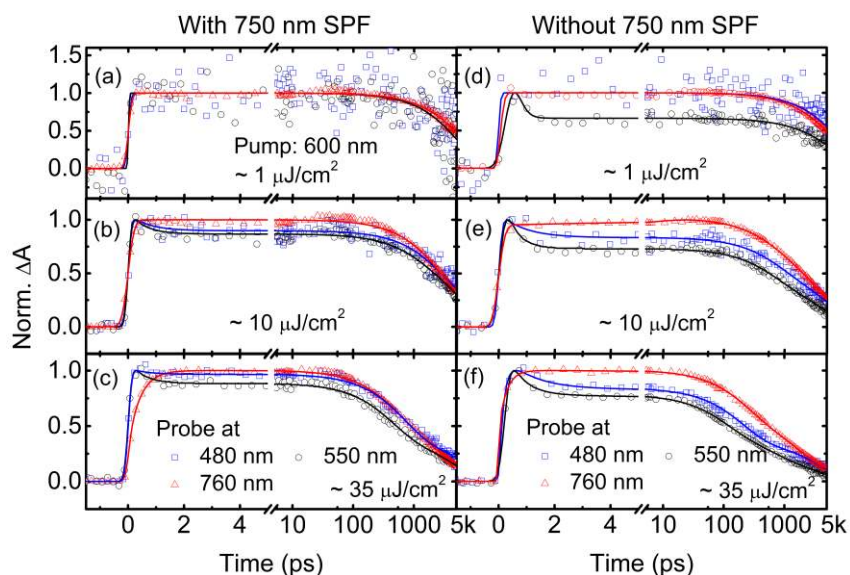 With 750 nm SPF
Without 750 nm SPF
Norm. ΔA
1.5
1.0
0.5
0.0
(a)
Pump: 600 nm
~ 1 μJ/cm²
(d)
~ 1 μJ/cm²
1.0
0.5
0.0
(b)
~ 10 μJ/cm²
(e)
~ 10 μJ/cm²
1.0
0.5
0.0
(c)
Probe at
480 nm
550 nm
760 nm
~ 35 μJ/cm²
(f)
Probe at
480 nm
550 nm
760 nm
~ 35 μJ/cm²
0 2 4 10 100 1000 5k
0 2 4 10 100 1000 5k
Time (ps)
Time (ps)